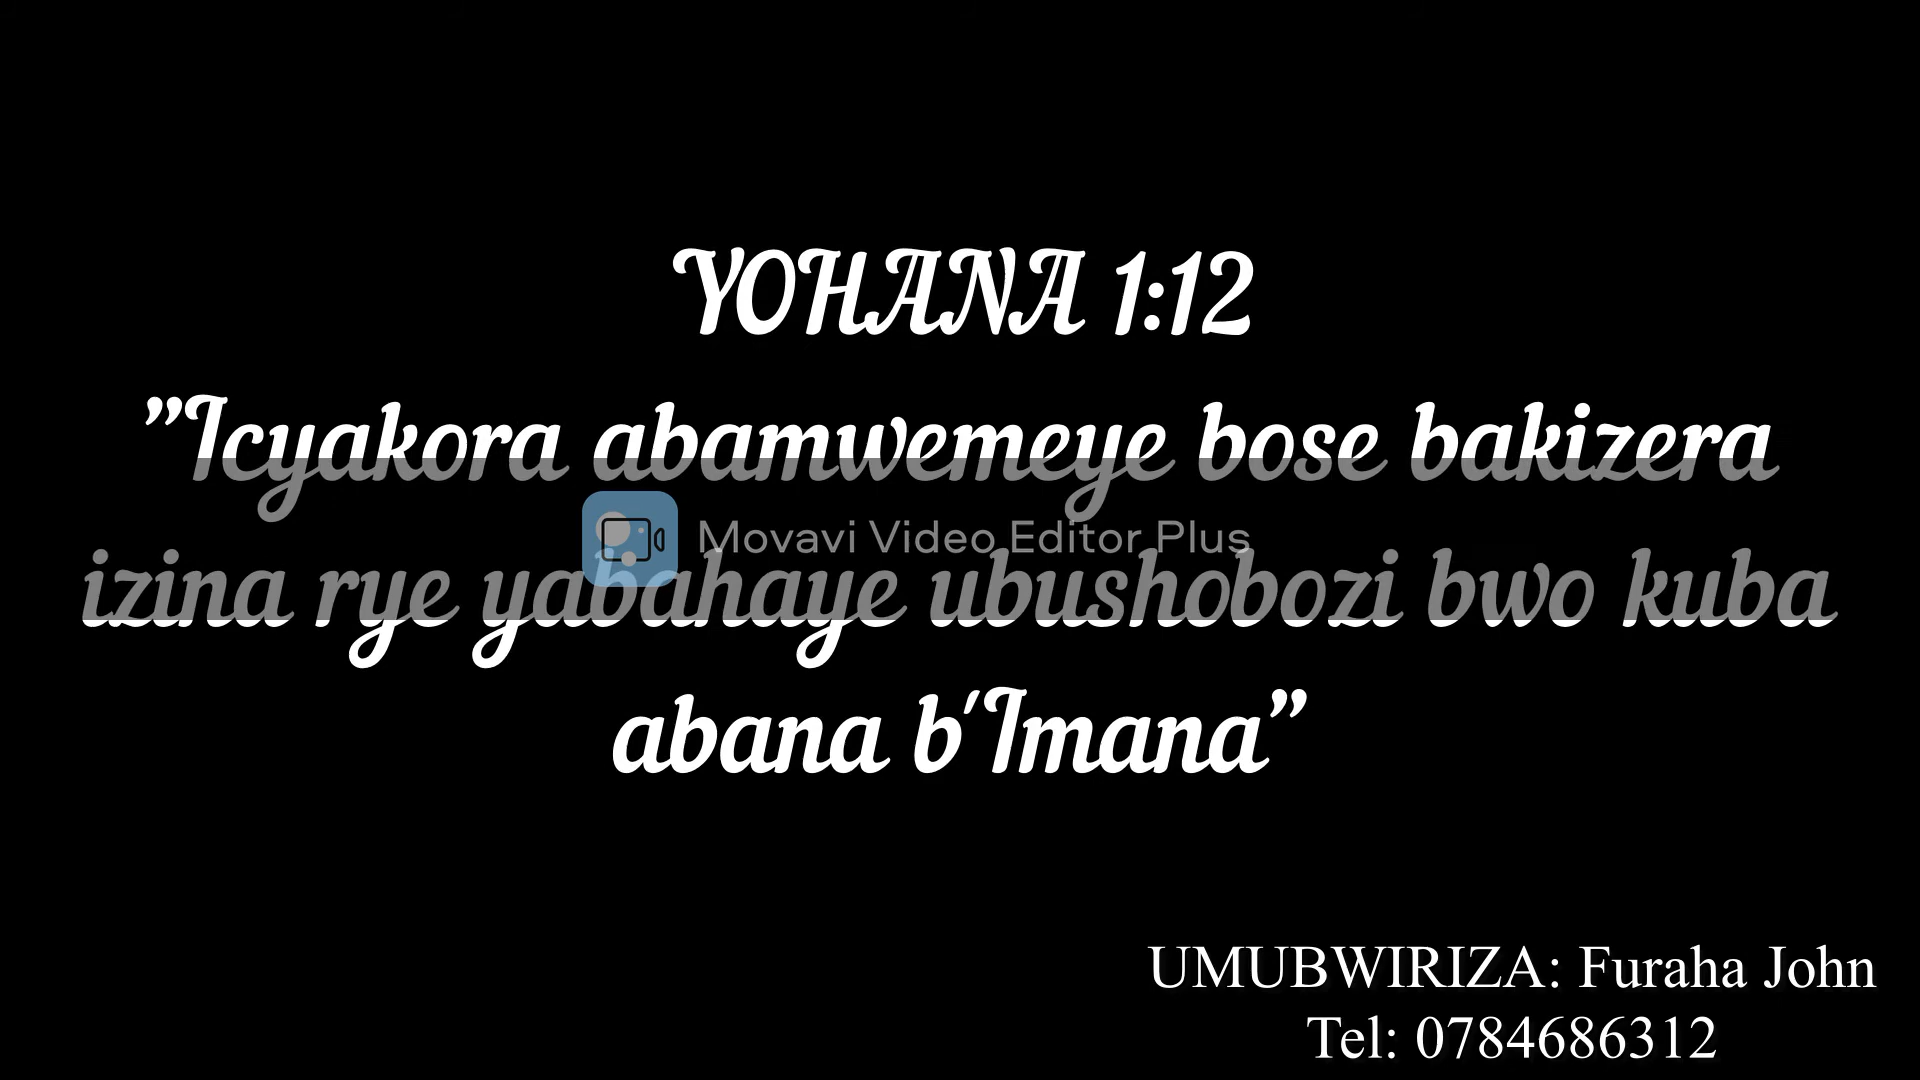 YOHANA 1:12
”Icyakora abamwemeye bose bakizera
Movavi Video Editor Plus
izina rye yabahaye ubushobozi bwo kuba
abana b'Imana”
UMUBWIRIZA: Furaha John
Tel: 0784686312